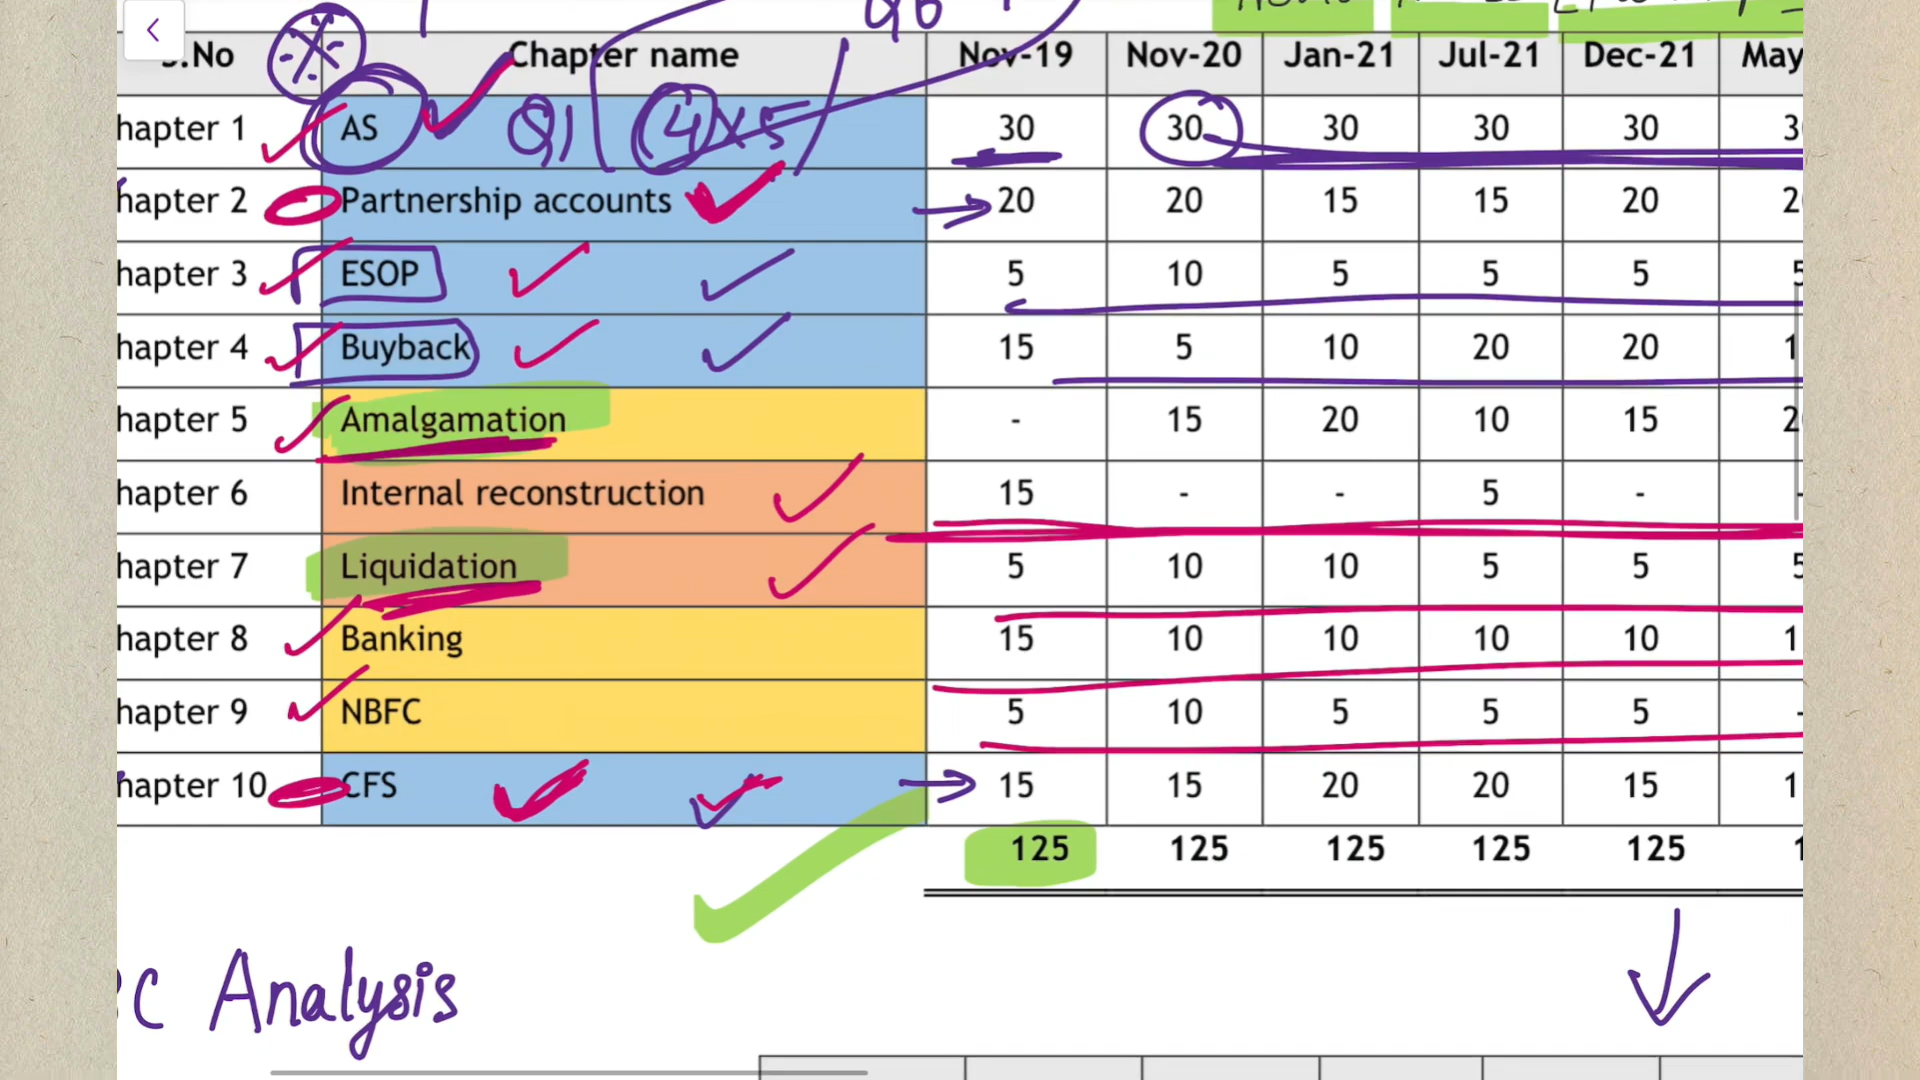 Q6
S.No Chapter name Nov-19 Nov-20 Jan-21 Jul-21 Dec-21 May
hapter 1 AS Q1 4x5 30 30 30 30 30 3
hapter 2 Partnership accounts 20 20 15 15 20 2
hapter 3 ESOP 5 10 5 5 5 5
hapter 4 Buyback 15 5 10 20 20 1
hapter 5 Amalgamation - 15 20 10 15 2
hapter 6 Internal reconstruction 15 - - 5 - -
hapter 7 Liquidation 5 10 10 5 5 5
hapter 8 Banking 15 10 10 10 10 1
hapter 9 NBFC 5 10 5 5 5 -
hapter 10 CFS 15 15 20 20 15 1
125 125 125 125 125 1
C Analysis